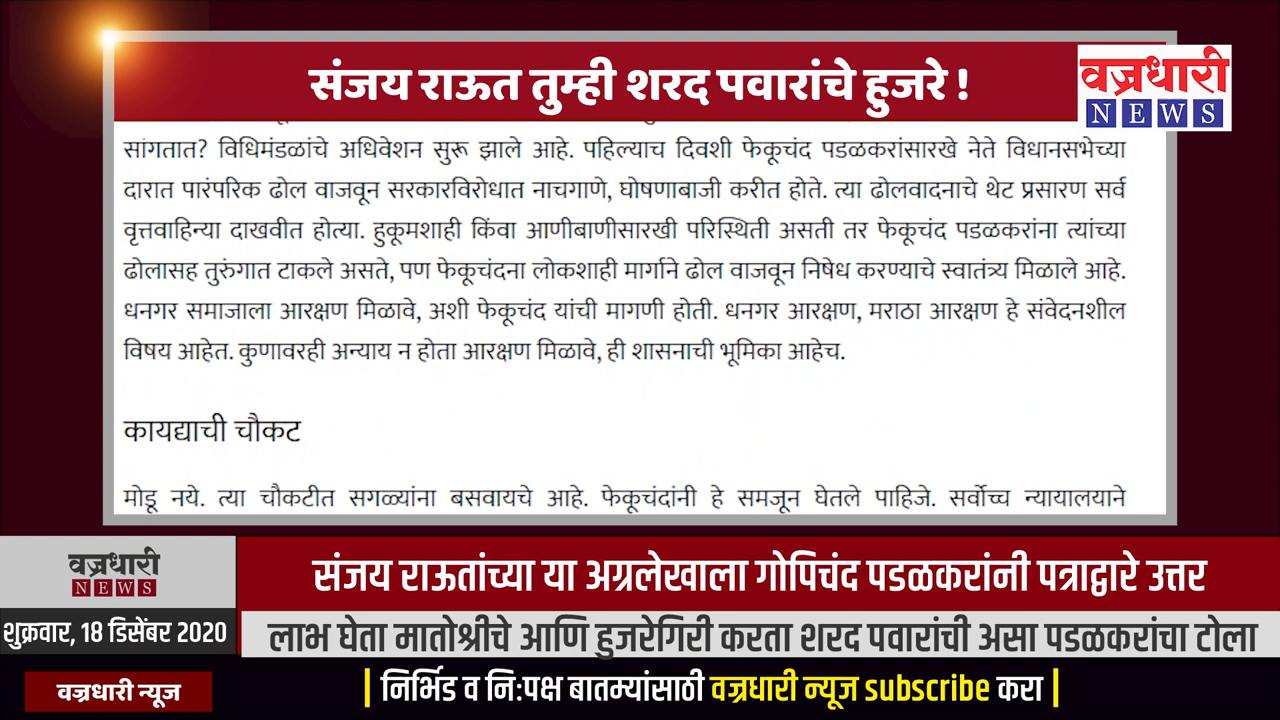 संजय राऊत तुम्ही शरद पवारांचे हुजरे !
वज्रधारी
NEWS
सांगतात? विधिमंडळांचे अधिवेशन सुरू झाले आहे. पहिल्याच दिवशी फेकूचंद पडळकरांसारखे नेते विधानसभेच्या
दारात पारंपरिक ढोल वाजवून सरकारविरोधात नाचगाणे, घोषणाबाजी करीत होते. त्या ढोलवादनाचे थेट प्रसारण सर्व
वृत्तवाहिन्या दाखवीत होत्या. हुकूमशाही किंवा आणीबाणीसारखी परिस्थिती असती तर फेकूचंद पडळकरांना त्यांच्या
ढोलासह तुरुंगात टाकले असते, पण फेकूचंदना लोकशाही मार्गाने ढोल वाजवून निषेध करण्याचे स्वातंत्र्य मिळाले आहे.
धनगर समाजाला आरक्षण मिळावे, अशी फेकूचंद यांची मागणी होती. धनगर आरक्षण, मराठा आरक्षण हे संवेदनशील
विषय आहेत. कुणावरही अन्याय न होता आरक्षण मिळावे, ही शासनाची भूमिका आहेच.
कायद्याची चौकट
मोडू नये. त्या चौकटीत सगळ्यांना बसवायचे आहे. फेकूचंदांनी हे समजून घेतले पाहिजे. सर्वोच्च न्यायालयाने
वज्रधारी
NEWS
संजय राऊतांच्या या अग्रलेखाला गोपिचंद पडळकरांनी पत्राद्वारे उत्तर
शुक्रवार, 18 डिसेंबर 2020
लाभ घेता मातोश्रीचे आणि हुजरेगिरी करता शरद पवारांची असा पडळकरांचा टोला
वज्रधारी न्यूज
| निर्भिड व नि:पक्ष बातम्यांसाठी वज्रधारी न्यूज subscribe करा |